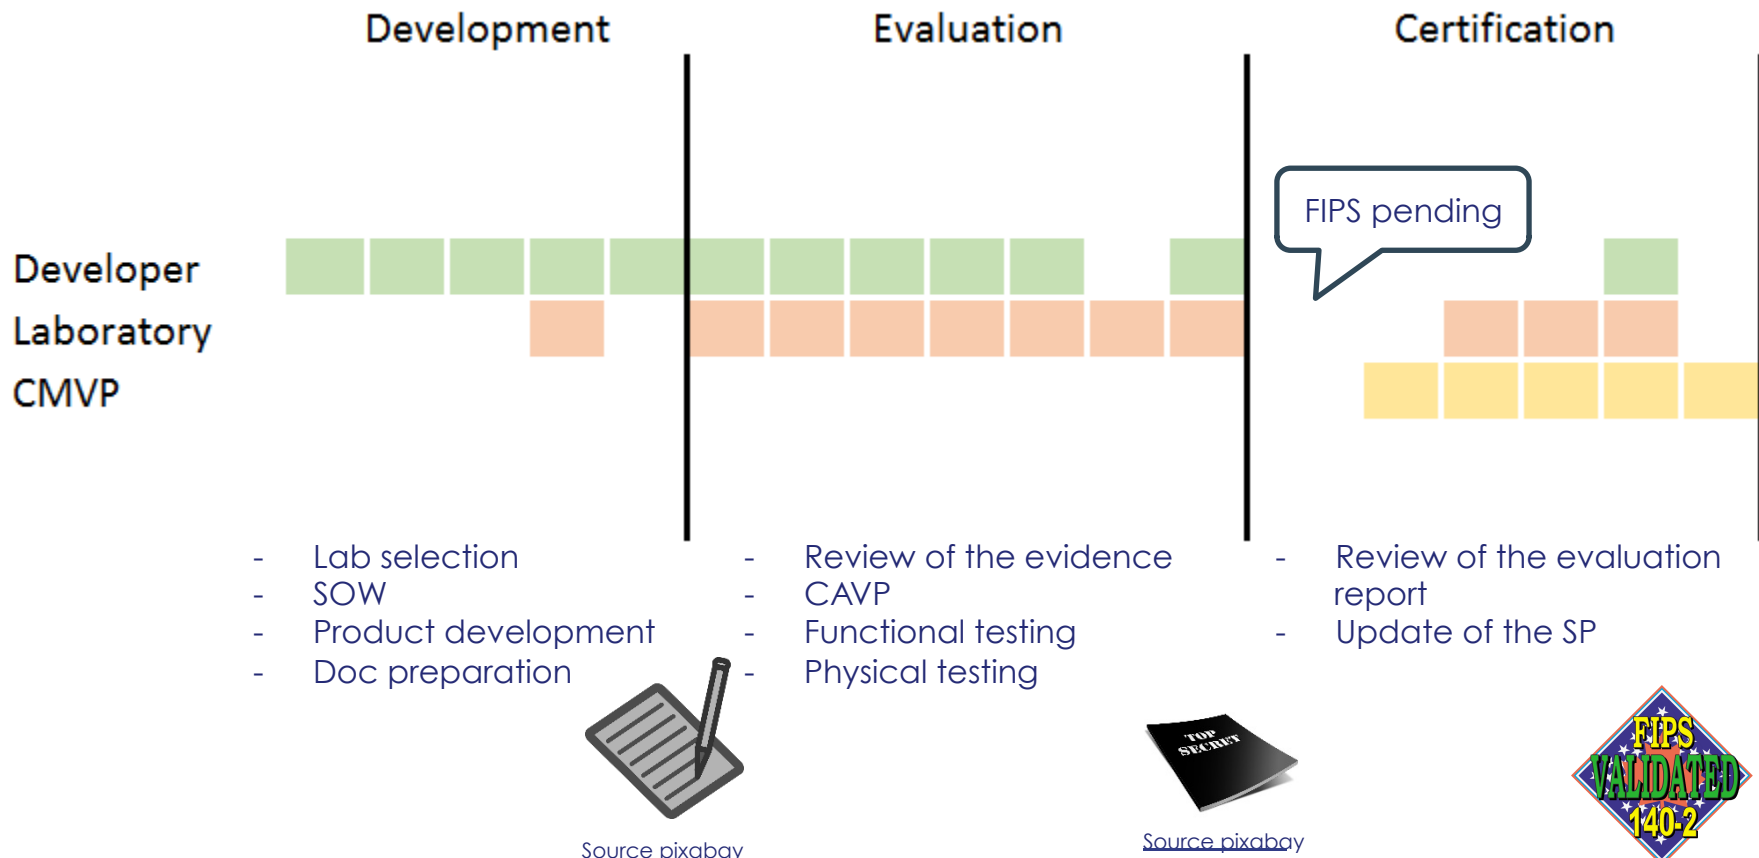 Development
Evaluation
Certification
FIPS pending
Developer
Laboratory
CMVP
- Lab selection
- SOW
- Product development
- Doc preparation
- Review of the evidence
- CAVP
- Functional testing
- Physical testing
- Review of the evaluation
report
- Update of the SP
TOP
SECRET
Source pixabay
Source pixabay
FIPS
VALIDATED
140-2